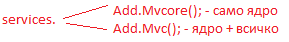 services.
Add.Mvcore(); - само ядро
Add.Mvc(); - ядро + всичко